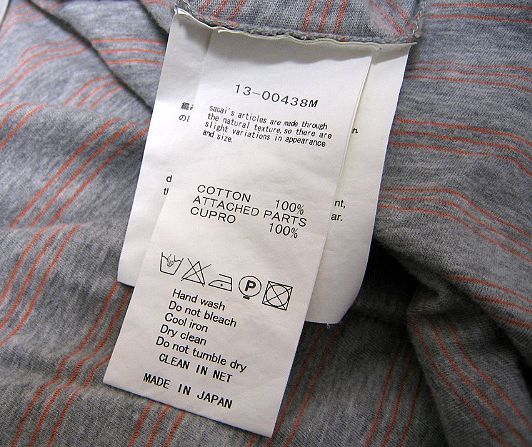 13-00438M
sacai's articles are made through
the natural texture, so there are
slight variations in appearance
and size.
COTTON 100%
ATTACHED PARTS
CUPRO 100%
P
Hand wash
Do not bleach
Cool iron
Dry clean
Do not tumble dry
CLEAN IN NET
MADE IN JAPAN